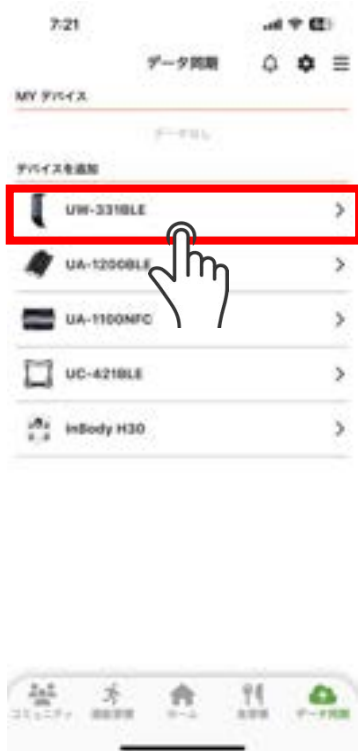 7:21
データ同期
MY デバイス
データなし
デバイスを追加
UW-331BLE
UA-1200BLE
UA-1100NFC
UC-421BLE
InBody H30
コミュニティ
ホーム
データ同期